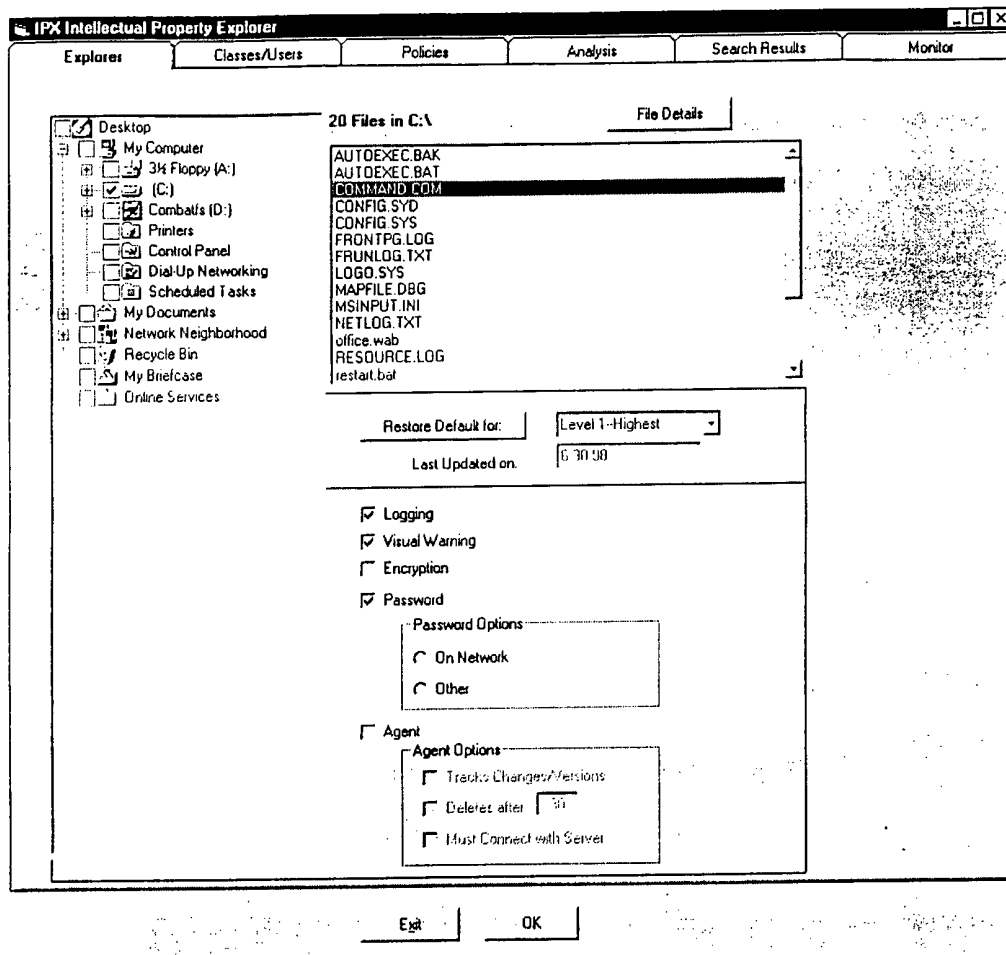 IPX Intellectual Property Explorer
Explorer
Classes/Users
Policies
Analysis
Search Results
Monitor
Desktop
My Computer
3½ Floppy (A:)
(C:)
Combatfs (D:)
Printers
Control Panel
Dial-Up Networking
Scheduled Tasks
My Documents
Network Neighborhood
Recycle Bin
My Briefcase
Online Services
20 Files in C:\
File Details
AUTOEXEC.BAK
AUTOEXEC.BAT
COMMAND.COM
CONFIG.SYD
CONFIG.SYS
FRONTPG.LOG
FRUNLOG.TXT
LOGO.SYS
MAPFILE.DBG
MSINPUT.INI
NETLOG.TXT
office.wab
RESOURCE.LOG
restart.bat
Restore Default for:
Level 1--Highest
Last Updated on.
6-30-98
Logging
Visual Warning
Encryption
Password
Password Options
On Network
Other
Agent
Agent Options
Tracks Changes/Versions
Deletes after 30
Must Connect with Server
Exit
OK